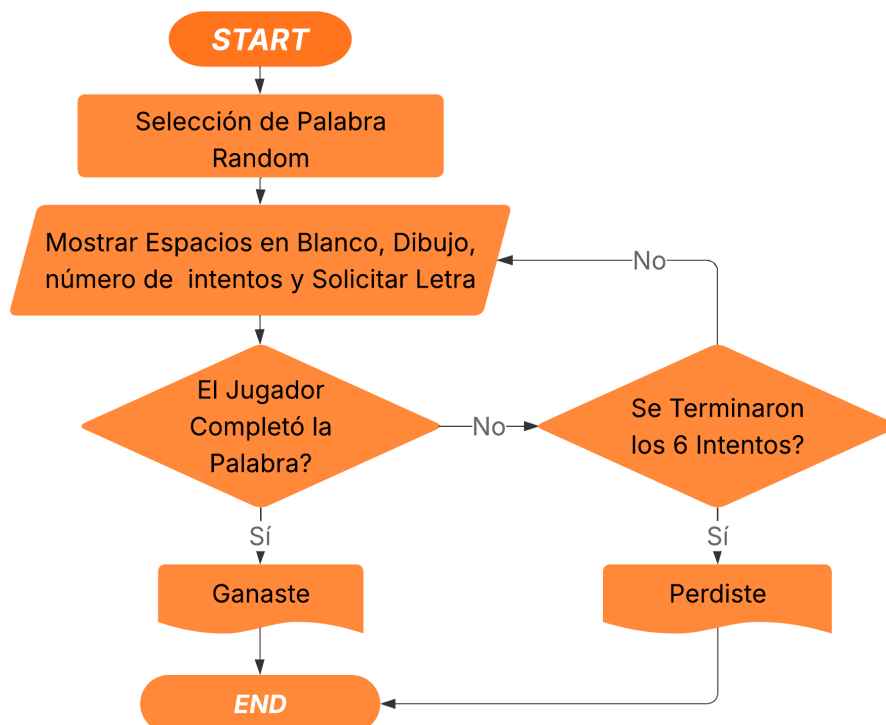 START
Selección de Palabra
Random
Mostrar Espacios en Blanco, Dibujo,
número de intentos y Solicitar Letra
No
El Jugador
Completó la
Palabra?
No
Se Terminaron
los 6 Intentos?
Sí
Sí
Ganaste
Perdiste
END